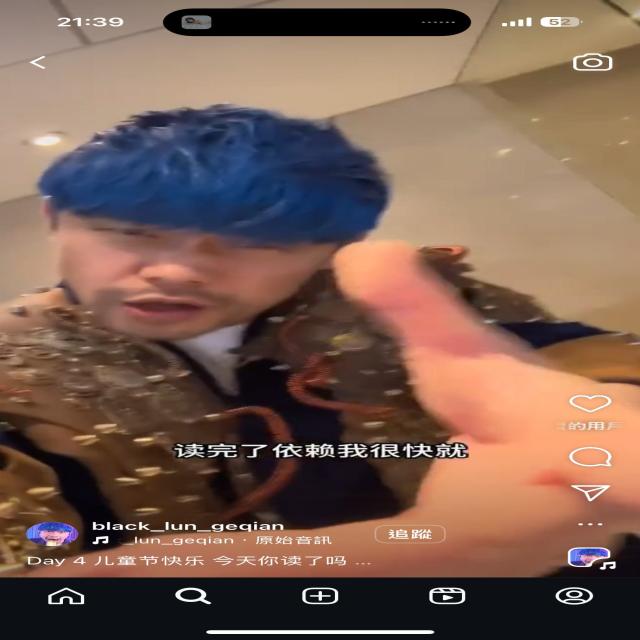 21:39
52
的用戶
读完了依赖我很快就
black_lun_geqian
_lun_geqian · 原始音訊
追蹤
Day 4 儿童节快乐 今天你读了吗 ...